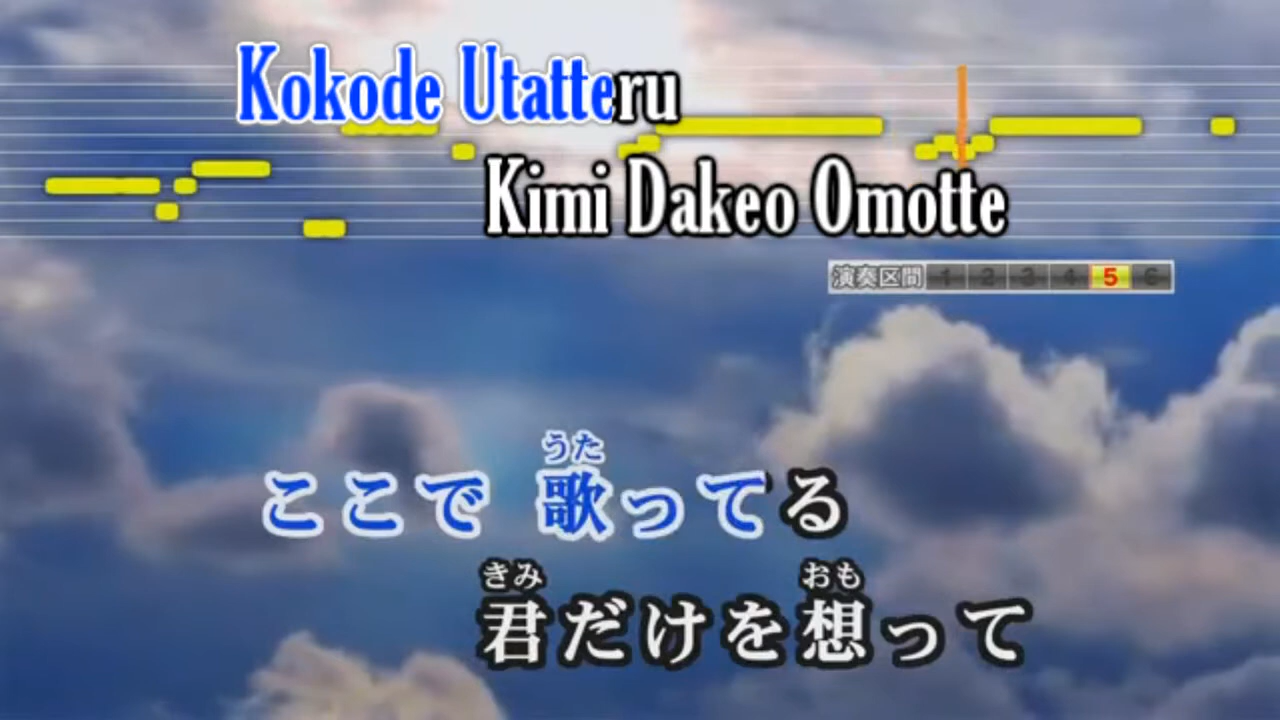 Kokode Utatteru
Kimi Dakeo Omotte
演奏区間 1 2 3 4 5 6
うた
ここで 歌ってる
きみ おも
君だけを想って